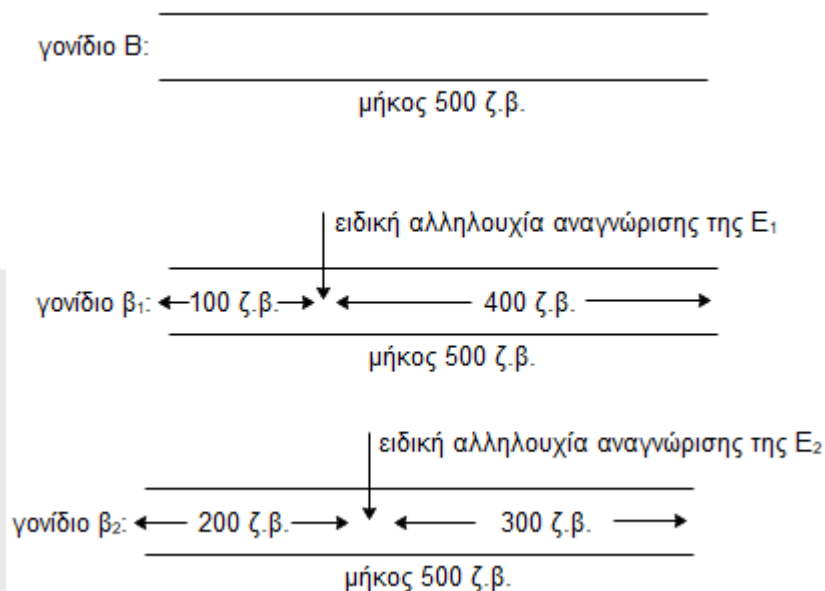 γονίδιο Β:
μήκος 500 ζ.β.
ειδική αλληλουχία αναγνώρισης της Ε₁
γονίδιο β₁: 100 ζ.β. 400 ζ.β.
μήκος 500 ζ.β.
ειδική αλληλουχία αναγνώρισης της Ε₂
γονίδιο β₂: 200 ζ.β. 300 ζ.β.
μήκος 500 ζ.β.